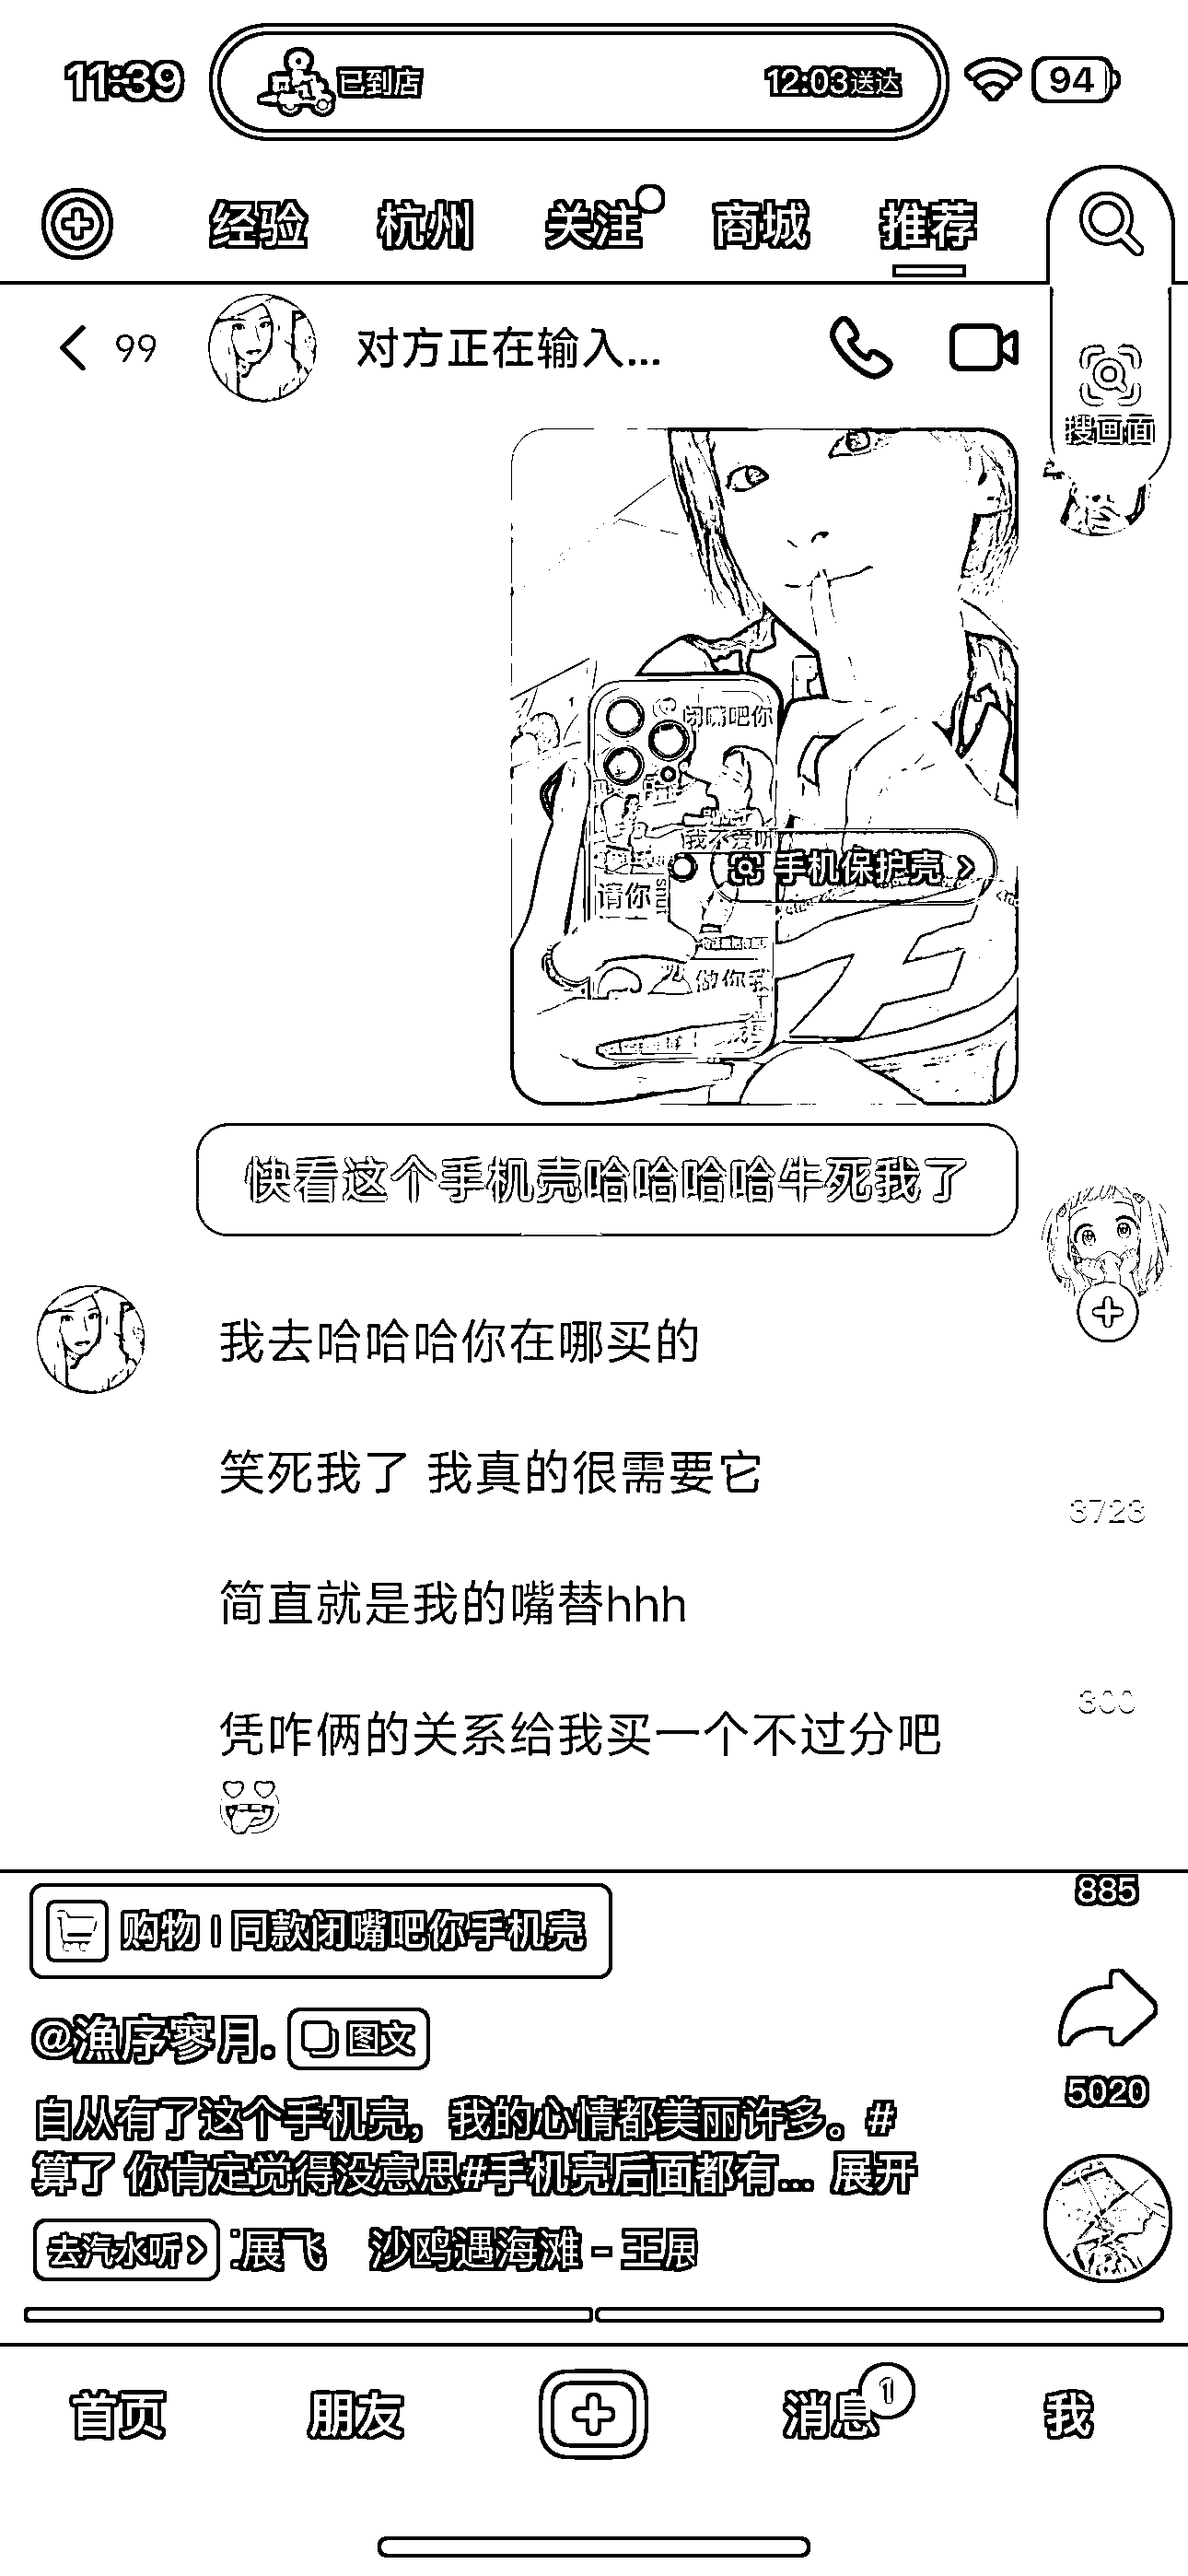 11:39
已到店
12:03送达
94
经验 杭州 关注 商城 推荐
99
对方正在输入...
搜画面
闭嘴吧你
我不爱听
手机保护壳
请你
做你
快看这个手机壳哈哈哈哈牛死我了
我去哈哈哈你在哪买的
笑死我了 我真的很需要它
3723
简直就是我的嘴替hhh
300
凭咋俩的关系给我买一个不过分吧
885
购物 | 同款闭嘴吧你手机壳
@漁序寥月. 图文
5020
自从有了这个手机壳，我的心情都美丽许多。#
算了 你肯定觉得没意思#手机壳后面都有... 展开
去汽水听 展飞 沙鸥遇海滩 - 王展
首页 朋友 消息 1 我